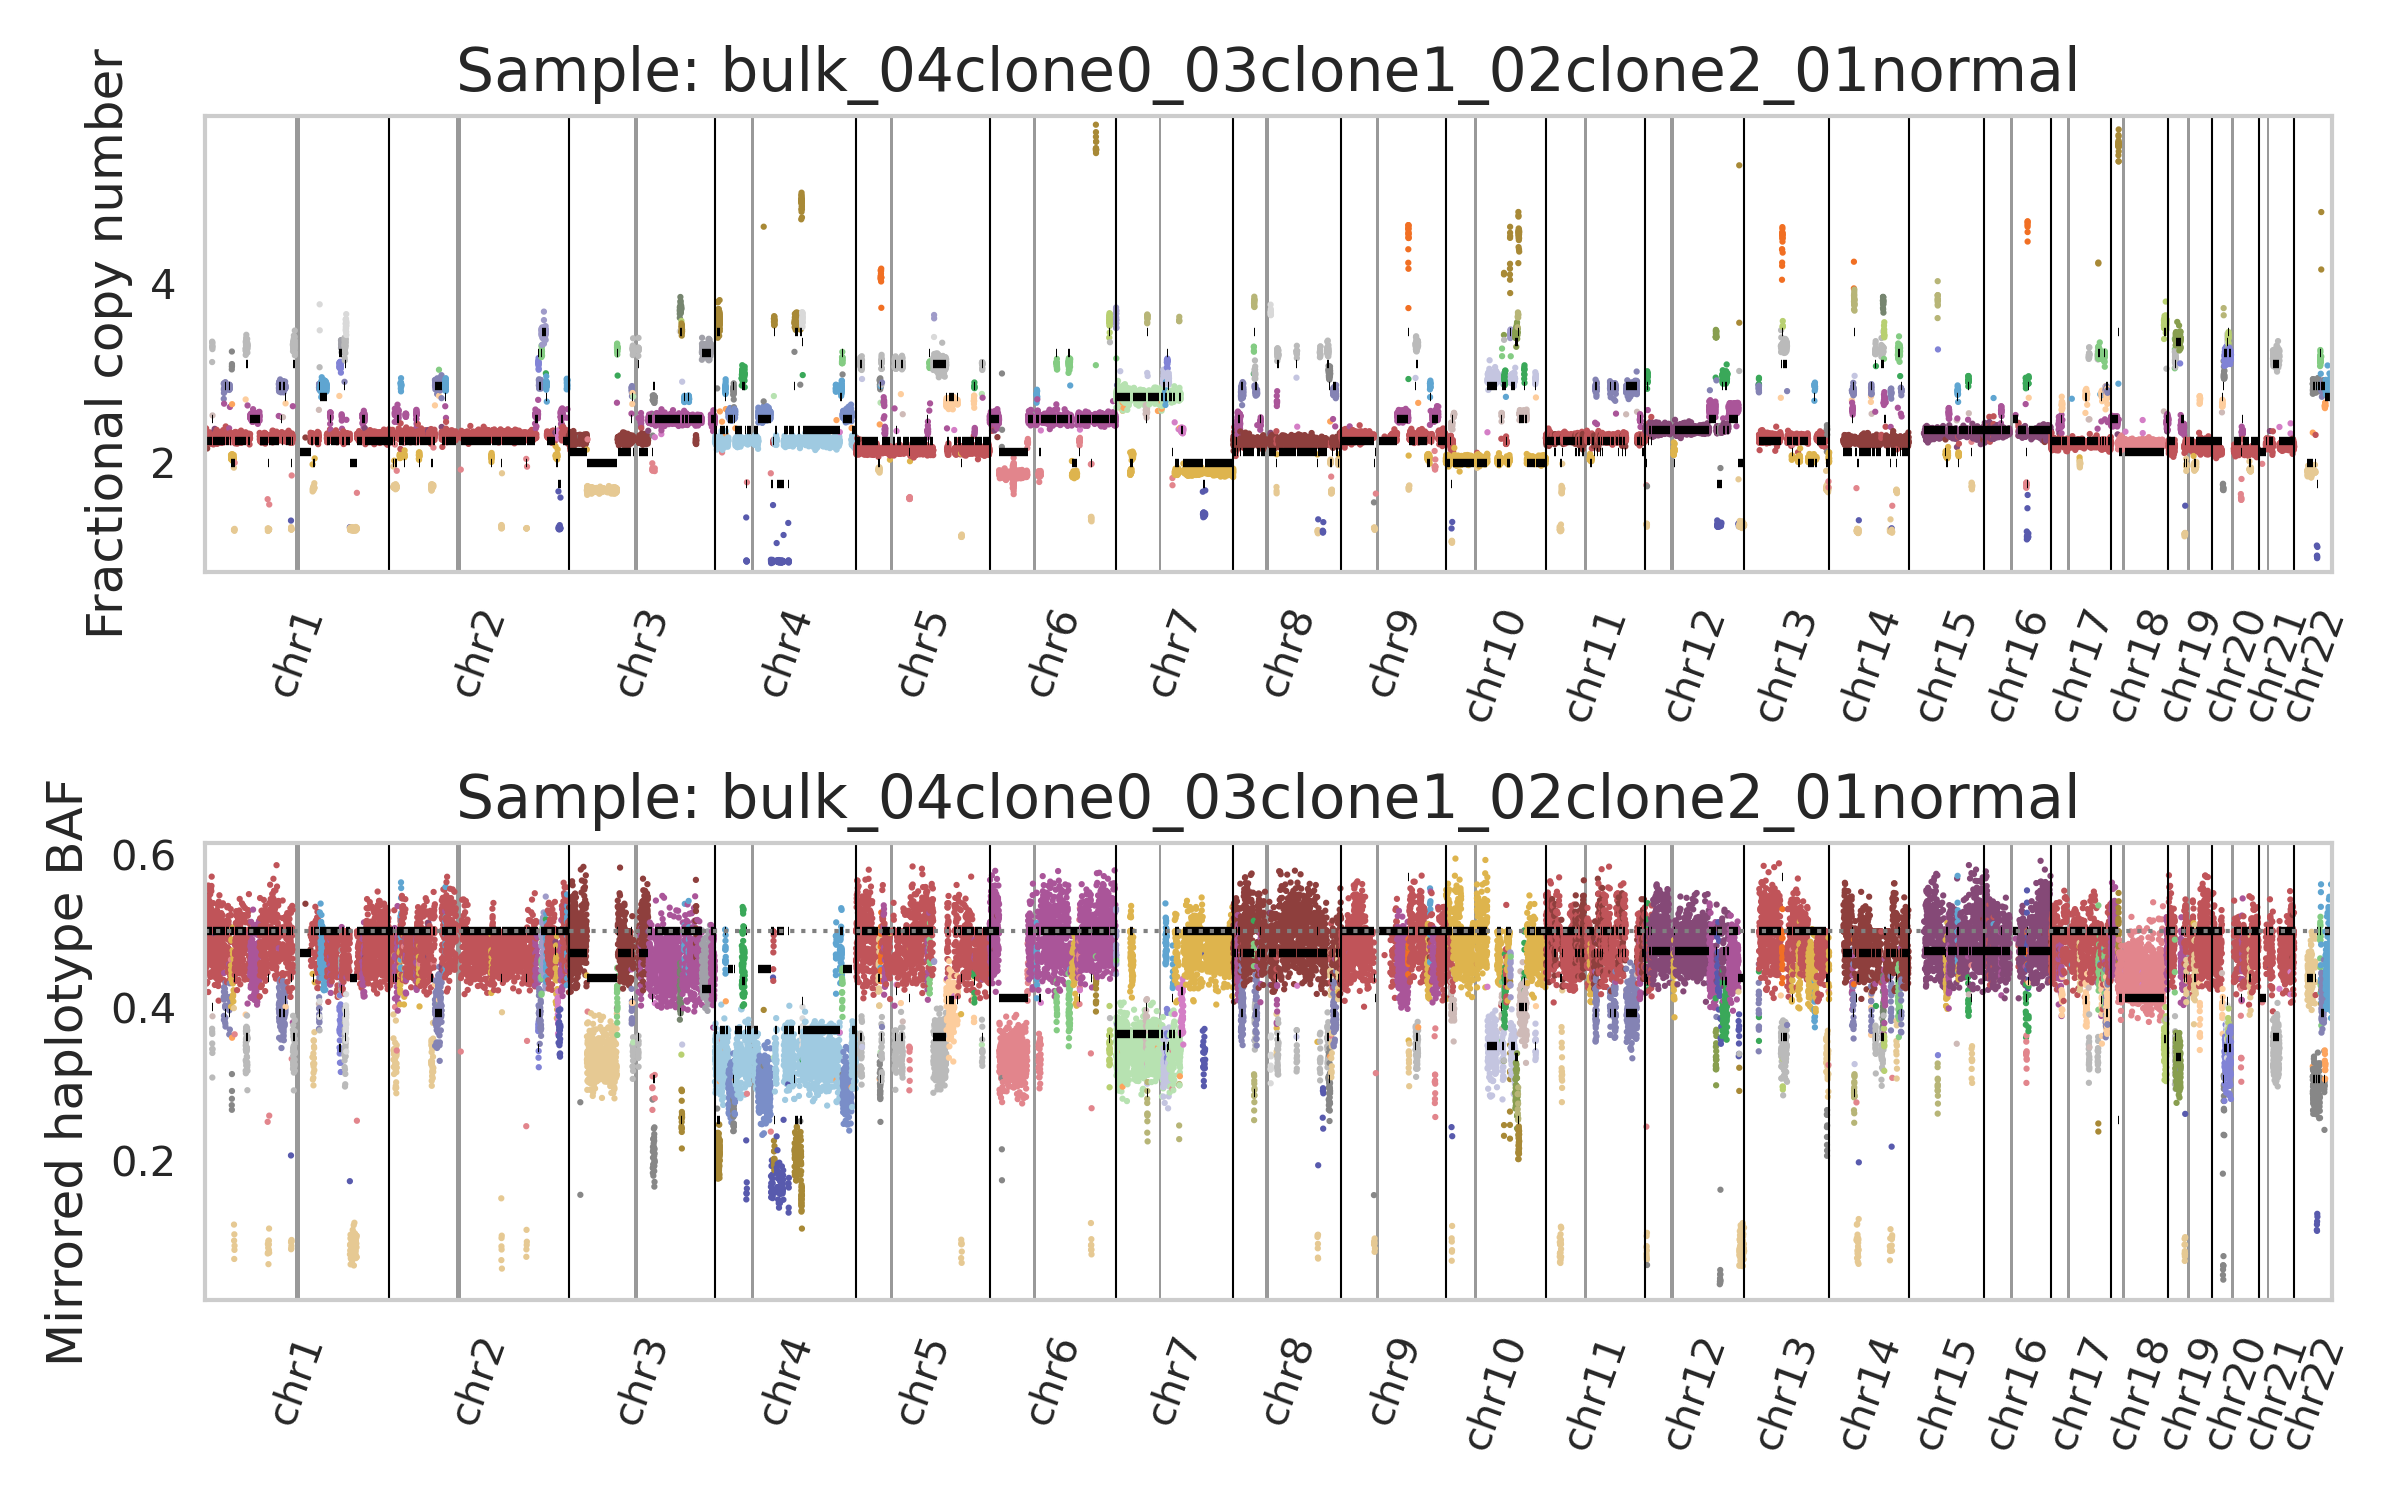 Sample: bulk_04clone0_03clone1_02clone2_01normal
Fractional copy number
4
2
chr1 chr2 chr3 chr4 chr5 chr6 chr7 chr8 chr9 chr10 chr11 chr12 chr13 chr14 chr15 chr16 chr17 chr18 chr19 chr20 chr21 chr22
Sample: bulk_04clone0_03clone1_02clone2_01normal
Mirrored haplotype BAF
0.6
0.4
0.2
chr1 chr2 chr3 chr4 chr5 chr6 chr7 chr8 chr9 chr10 chr11 chr12 chr13 chr14 chr15 chr16 chr17 chr18 chr19 chr20 chr21 chr22